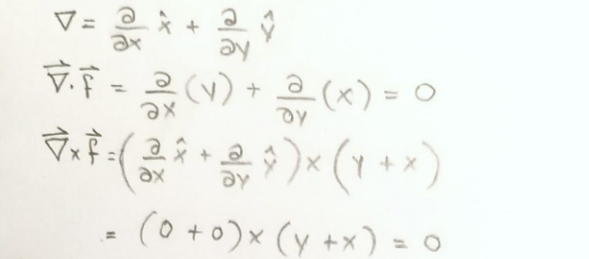 ∇ = ∂/∂x x̂ + ∂/∂y ŷ
∇⃗·f⃗ = ∂/∂x (y) + ∂/∂y (x) = 0
∇⃗×f⃗ = (∂/∂x x̂ + ∂/∂y ŷ) × (y + x)
= (0 + 0) × (y + x) = 0